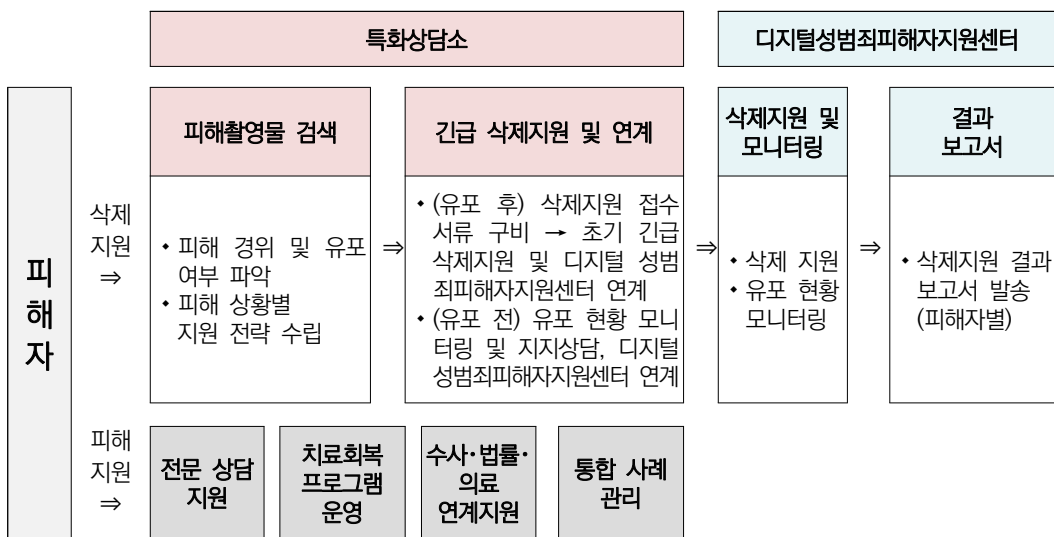 특화상담소
디지털성범죄피해자지원센터
피해자
삭제
지원
⇒
피해촬영물 검색
• 피해 경위 및 유포
여부 파악
• 피해 상황별
지원 전략 수립
⇒
긴급 삭제지원 및 연계
• (유포 후) 삭제지원 접수
서류 구비 → 초기 긴급
삭제지원 및 디지털 성범
죄피해자지원센터 연계
• (유포 전) 유포 현황 모니
터링 및 지지상담, 디지털
성범죄피해자지원센터 연계
⇒
삭제지원 및
모니터링
• 삭제 지원
• 유포 현황
모니터링
⇒
결과
보고서
• 삭제지원 결과
보고서 발송
(피해자별)
피해
지원
⇒
전문 상담
지원
치료회복
프로그램
운영
수사·법률·
의료
연계지원
통합 사례
관리